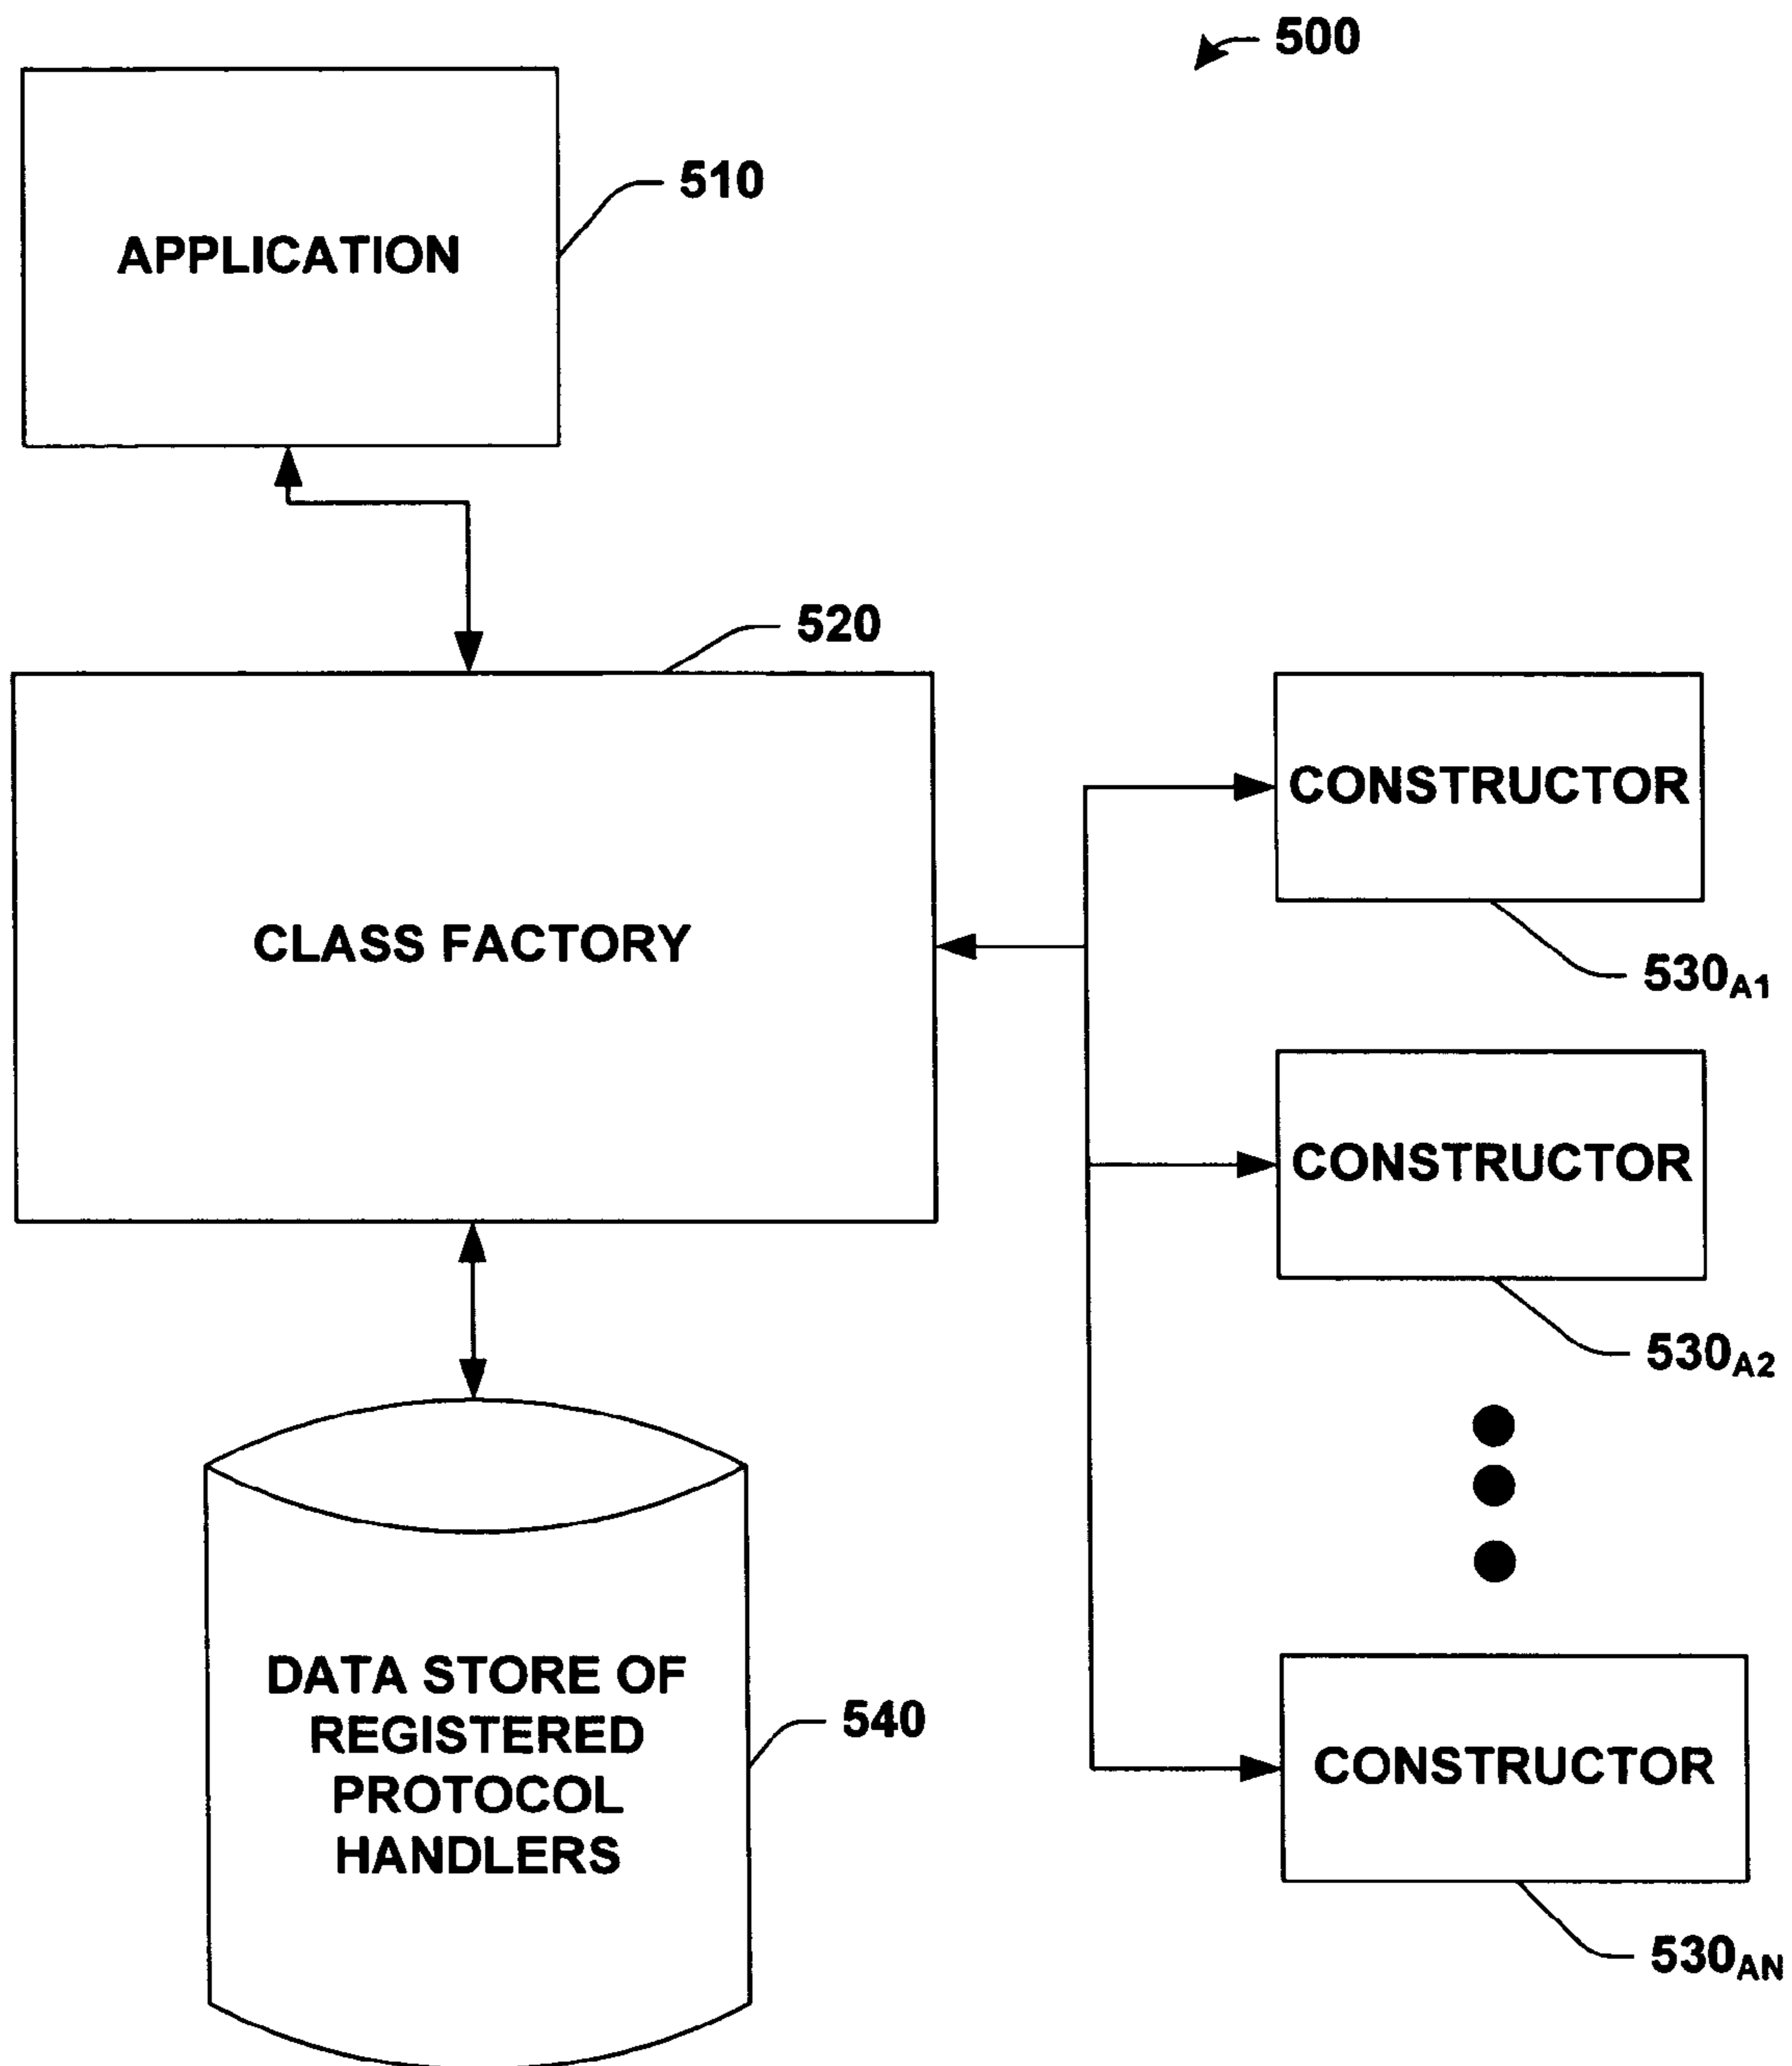 500
510
APPLICATION
520
CONSTRUCTOR
CLASS FACTORY
530A1
CONSTRUCTOR
530A2
DATA STORE OF
REGISTERED
PROTOCOL
HANDLERS
540
CONSTRUCTOR
530AN